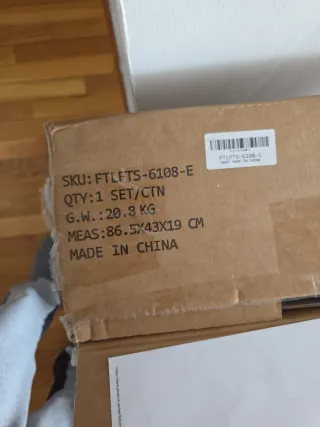 SKU:FTLFTS-6108-E
QTY:1 SET/CTN
G.W.:20.8 KG
MEAS:86.5X43X19 CM
MADE IN CHINA
FTLFTS-6108-E